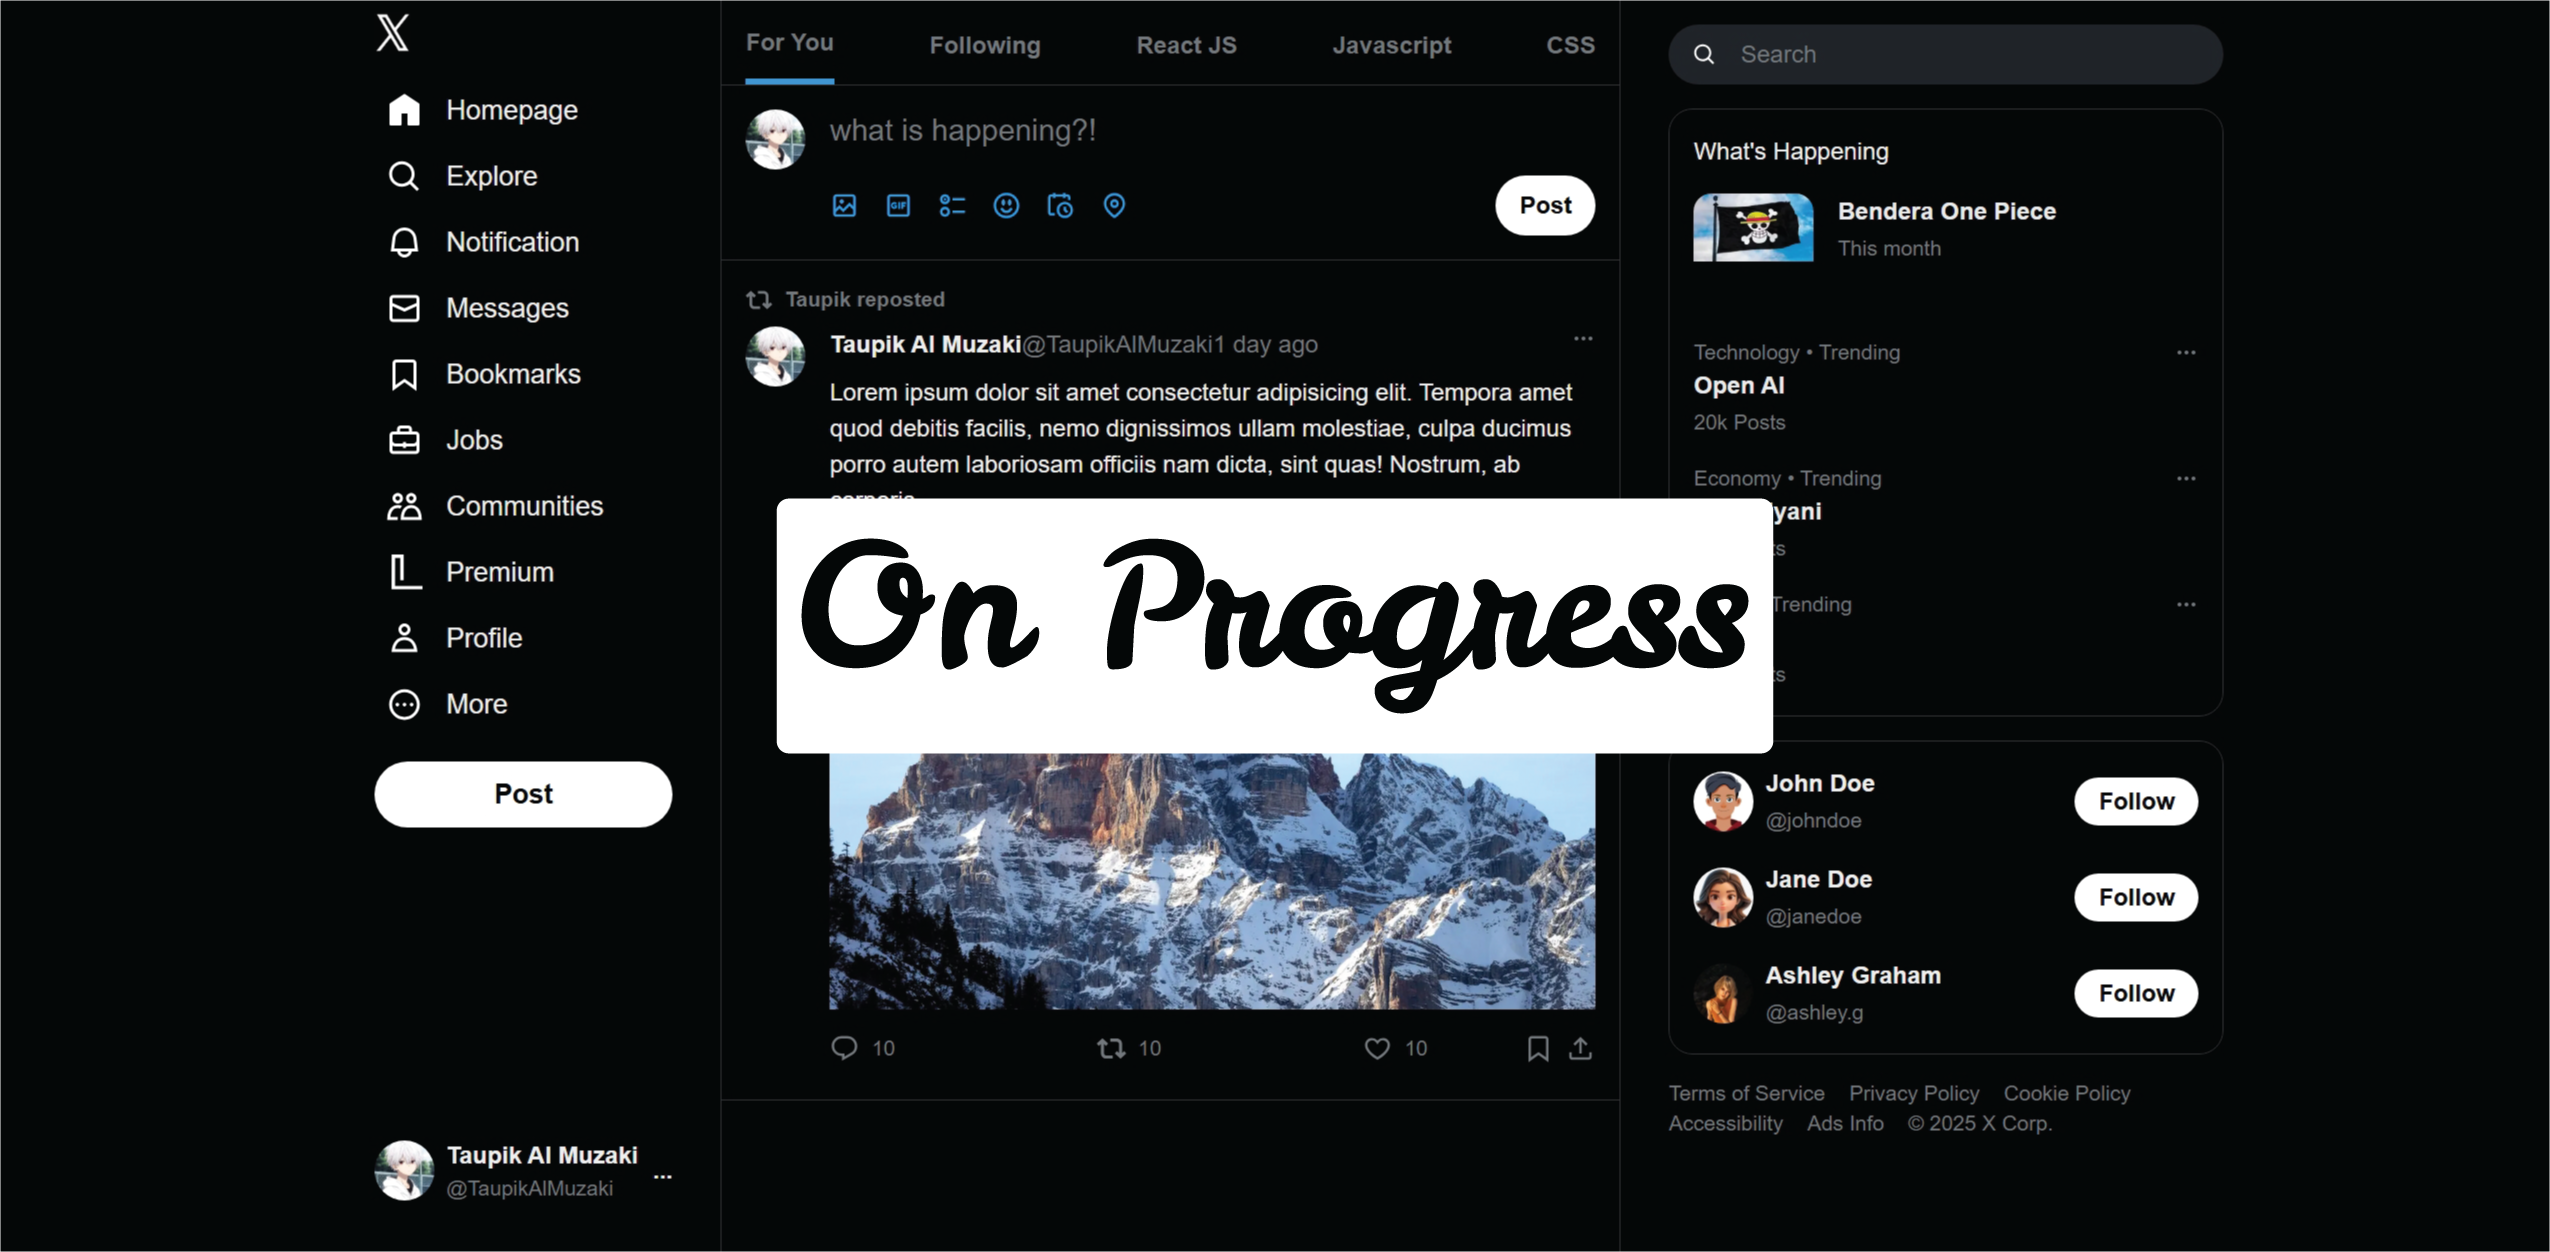 X
Homepage
Explore
Notification
Messages
Bookmarks
Jobs
Communities
Premium
Profile
More
Post
Taupik Al Muzaki
@TaupikAlMuzaki
For You Following React JS Javascript CSS
what is happening?!
GIF
Post
Taupik reposted
Taupik Al Muzaki@TaupikAlMuzaki1 day ago
Lorem ipsum dolor sit amet consectetur adipisicing elit. Tempora amet
quod debitis facilis, nemo dignissimos ullam molestiae, culpa ducimus
porro autem laboriosam officiis nam dicta, sint quas! Nostrum, ab
On Progress
10 10 10
Search
What's Happening
Bendera One Piece
This month
Technology • Trending
Open AI
20k Posts
Economy • Trending
yani
Trending
John Doe
@johndoe
Follow
Jane Doe
@janedoe
Follow
Ashley Graham
@ashley.g
Follow
Terms of Service Privacy Policy Cookie Policy
Accessibility Ads Info © 2025 X Corp.